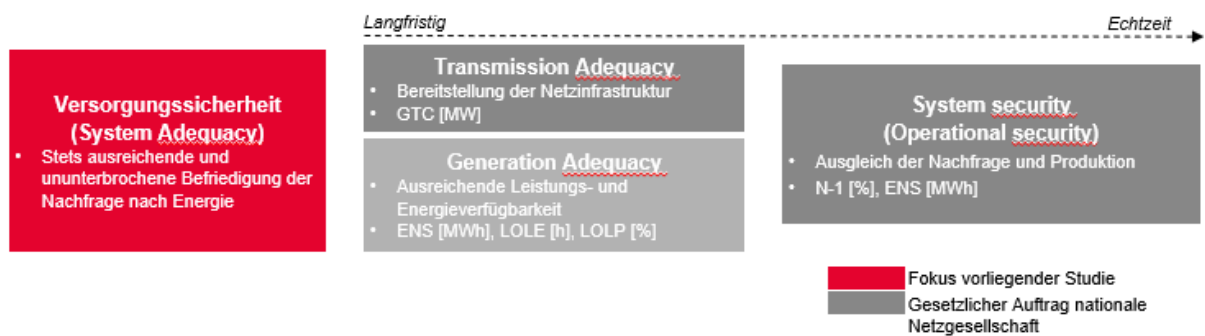 Langfristig
Echtzeit
Versorgungssicherheit
(System Adequacy)
• Stets ausreichende und
ununterbrochene Befriedigung der
Nachfrage nach Energie
Transmission Adequacy
• Bereitstellung der Netzinfrastruktur
• GTC [MW]
Generation Adequacy
• Ausreichende Leistungs- und
Energieverfügbarkeit
• ENS [MWh], LOLE [h], LOLP [%]
System security
(Operational security)
• Ausgleich der Nachfrage und Produktion
• N-1 [%], ENS [MWh]
Fokus vorliegender Studie
Gesetzlicher Auftrag nationale
Netzgesellschaft